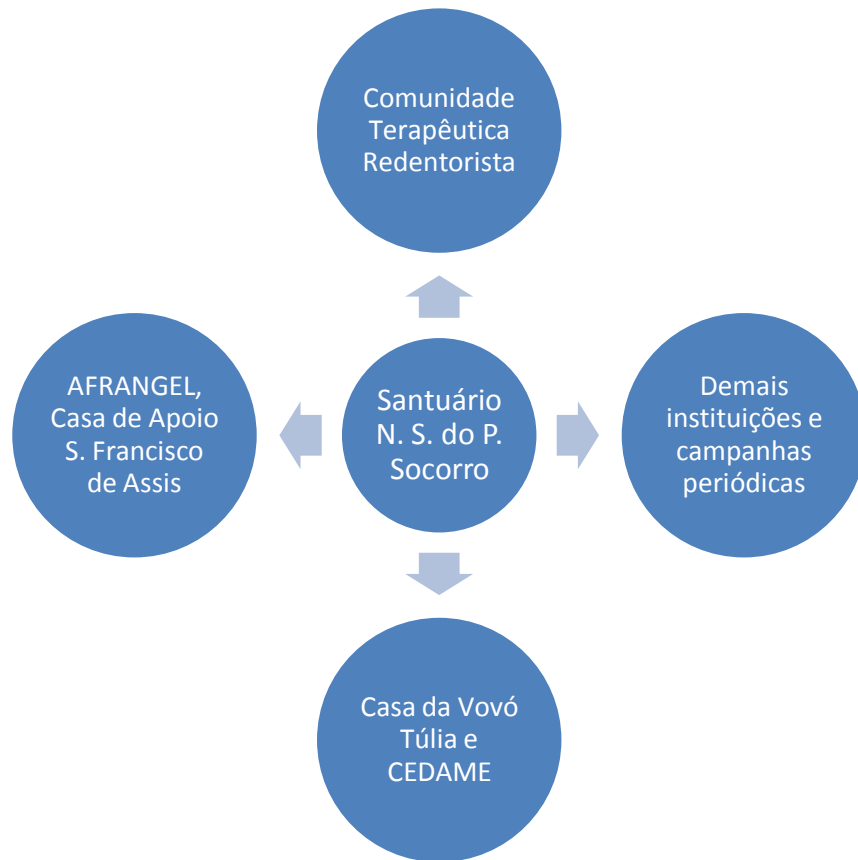 Comunidade
Terapêutica
Redentorista
AFRANGEL,
Casa de Apoio
S. Francisco
de Assis
Santuário
N. S. do P.
Socorro
Demais
instituições e
campanhas
periódicas
Casa da Vovó
Túlia e
CEDAME